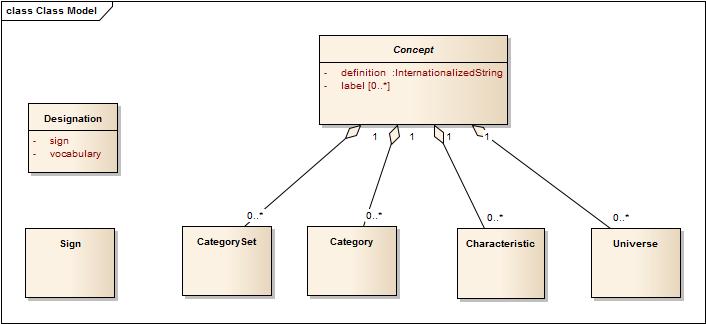 class Class Model
Concept
- definition :InternationalizedString
- label [0..*]
Designation
- sign
- vocabulary
1 1 1 1
0..* 0..* 0..* 0..*
Sign
CategorySet
Category
Characteristic
Universe